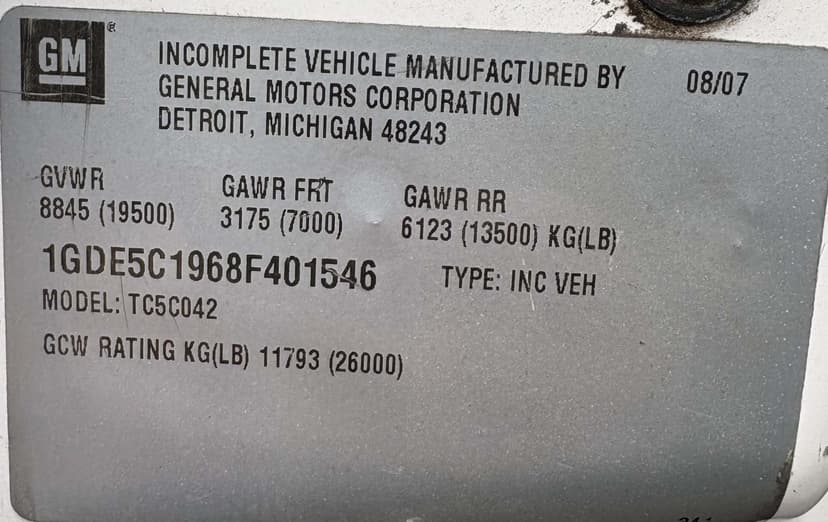 GM ®
INCOMPLETE VEHICLE MANUFACTURED BY 08/07
GENERAL MOTORS CORPORATION
DETROIT, MICHIGAN 48243
GVWR GAWR FRT GAWR RR
8845 (19500) 3175 (7000) 6123 (13500) KG(LB)
1GDE5C1968F401546 TYPE: INC VEH
MODEL: TC5C042
GCW RATING KG(LB) 11793 (26000)